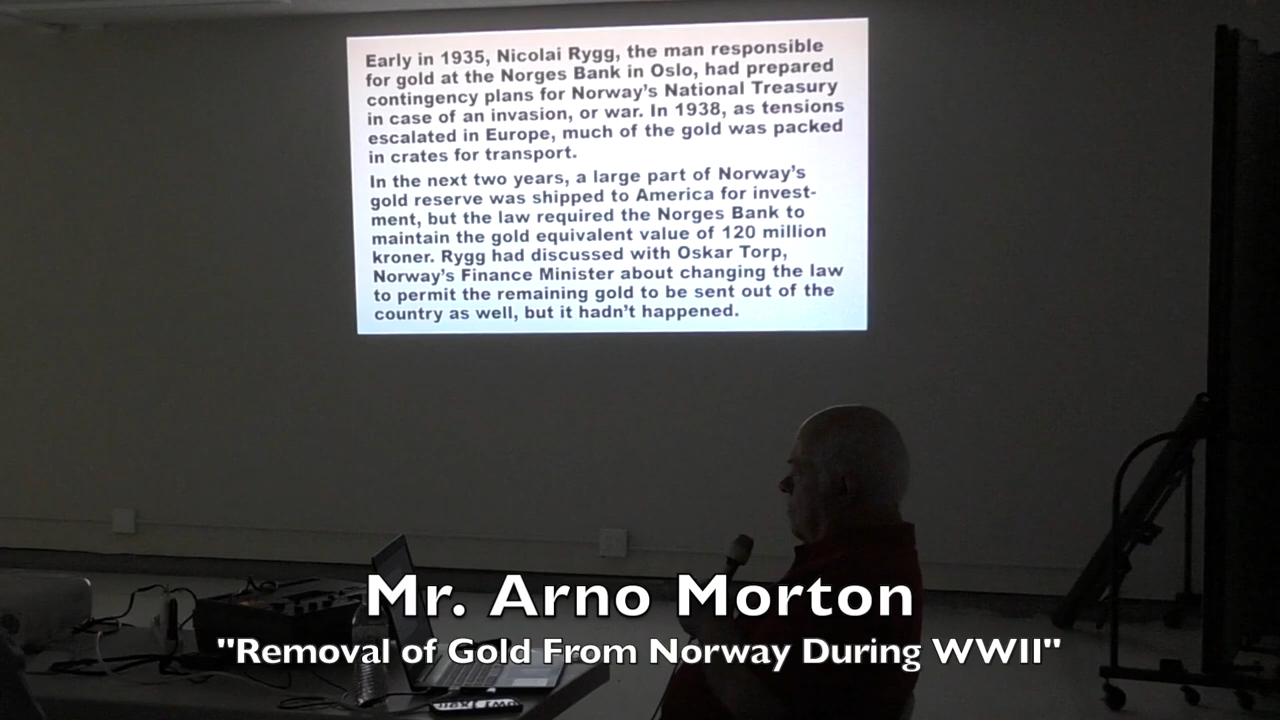 Early in 1935, Nicolai Rygg, the man responsible
for gold at the Norges Bank in Oslo, had prepared
contingency plans for Norway's National Treasury
in case of an invasion, or war. In 1938, as tensions
escalated in Europe, much of the gold was packed
in crates for transport.
In the next two years, a large part of Norway's
gold reserve was shipped to America for invest-
ment, but the law required the Norges Bank to
maintain the gold equivalent value of 120 million
kroner. Rygg had discussed with Oskar Torp,
Norway's Finance Minister about changing the law
to permit the remaining gold to be sent out of the
country as well, but it hadn't happened.
Mr. Arno Morton
"Removal of Gold From Norway During WWII"